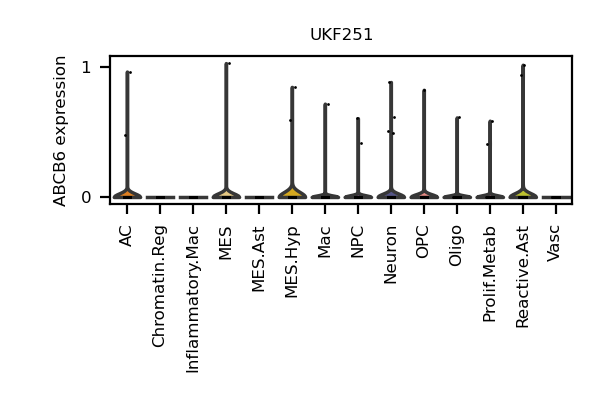 UKF251
ABCB6 expression
1
0
AC
Chromatin.Reg
Inflammatory.Mac
MES
MES.Ast
MES.Hyp
Mac
NPC
Neuron
OPC
Oligo
Prolif.Metab
Reactive.Ast
Vasc